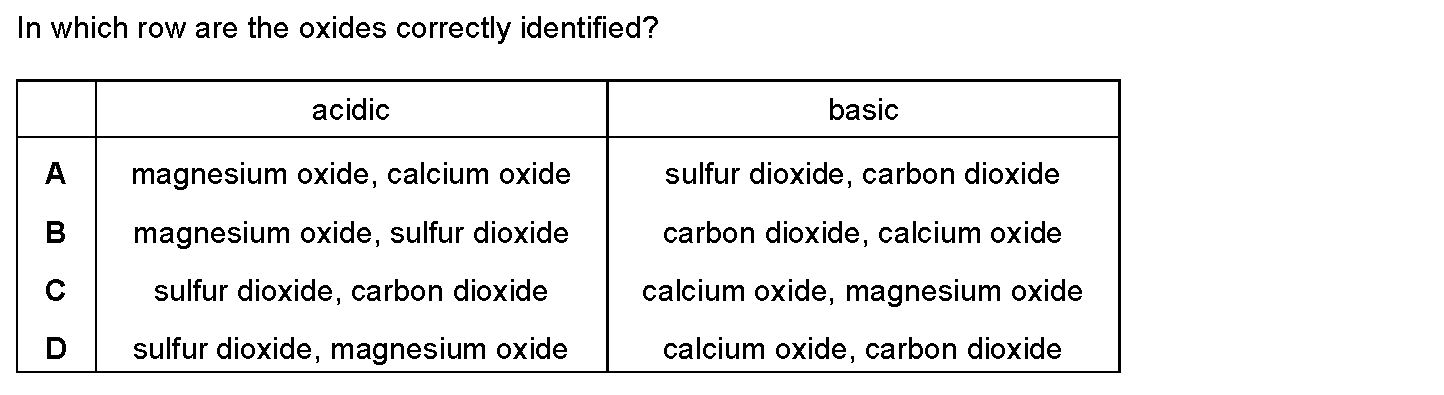 In which row are the oxides correctly identified?
acidic basic
A magnesium oxide, calcium oxide sulfur dioxide, carbon dioxide
B magnesium oxide, sulfur dioxide carbon dioxide, calcium oxide
C sulfur dioxide, carbon dioxide calcium oxide, magnesium oxide
D sulfur dioxide, magnesium oxide calcium oxide, carbon dioxide